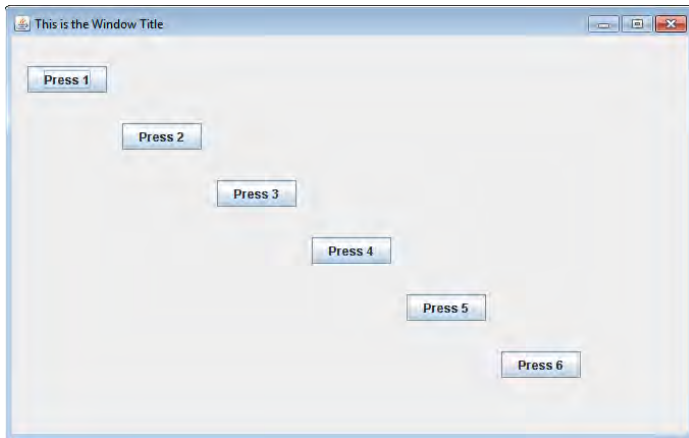 This is the Window Title
Press 1
Press 2
Press 3
Press 4
Press 5
Press 6